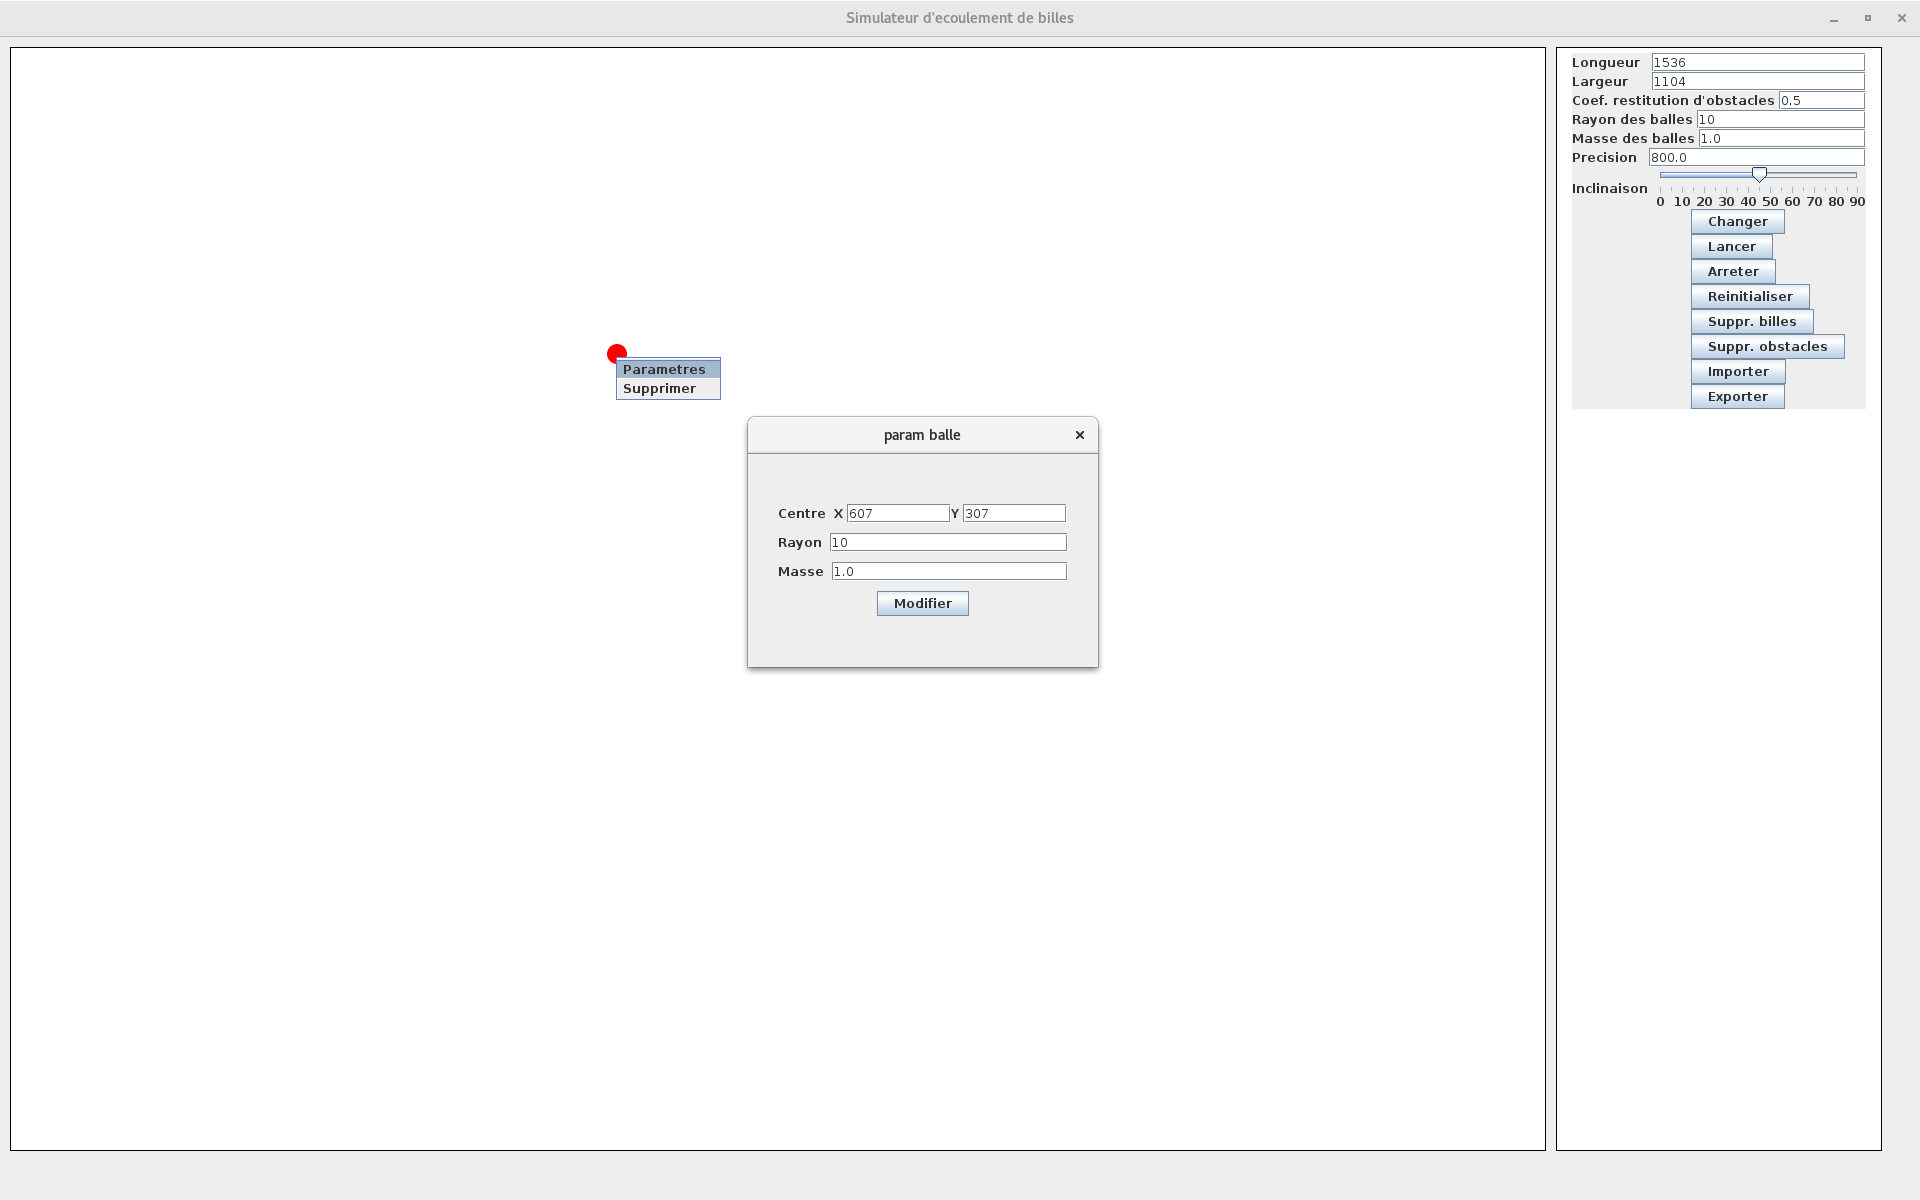 Simulateur d'ecoulement de billes
Longueur 1536
Largeur 1104
Coef. restitution d'obstacles 0.5
Rayon des balles 10
Masse des balles 1.0
Precision 800.0
Inclinaison
0 10 20 30 40 50 60 70 80 90
Changer
Lancer
Arreter
Reinitialiser
Suppr. billes
Suppr. obstacles
Importer
Exporter
Parametres
Supprimer
param balle
Centre X 607 Y 307
Rayon 10
Masse 1.0
Modifier